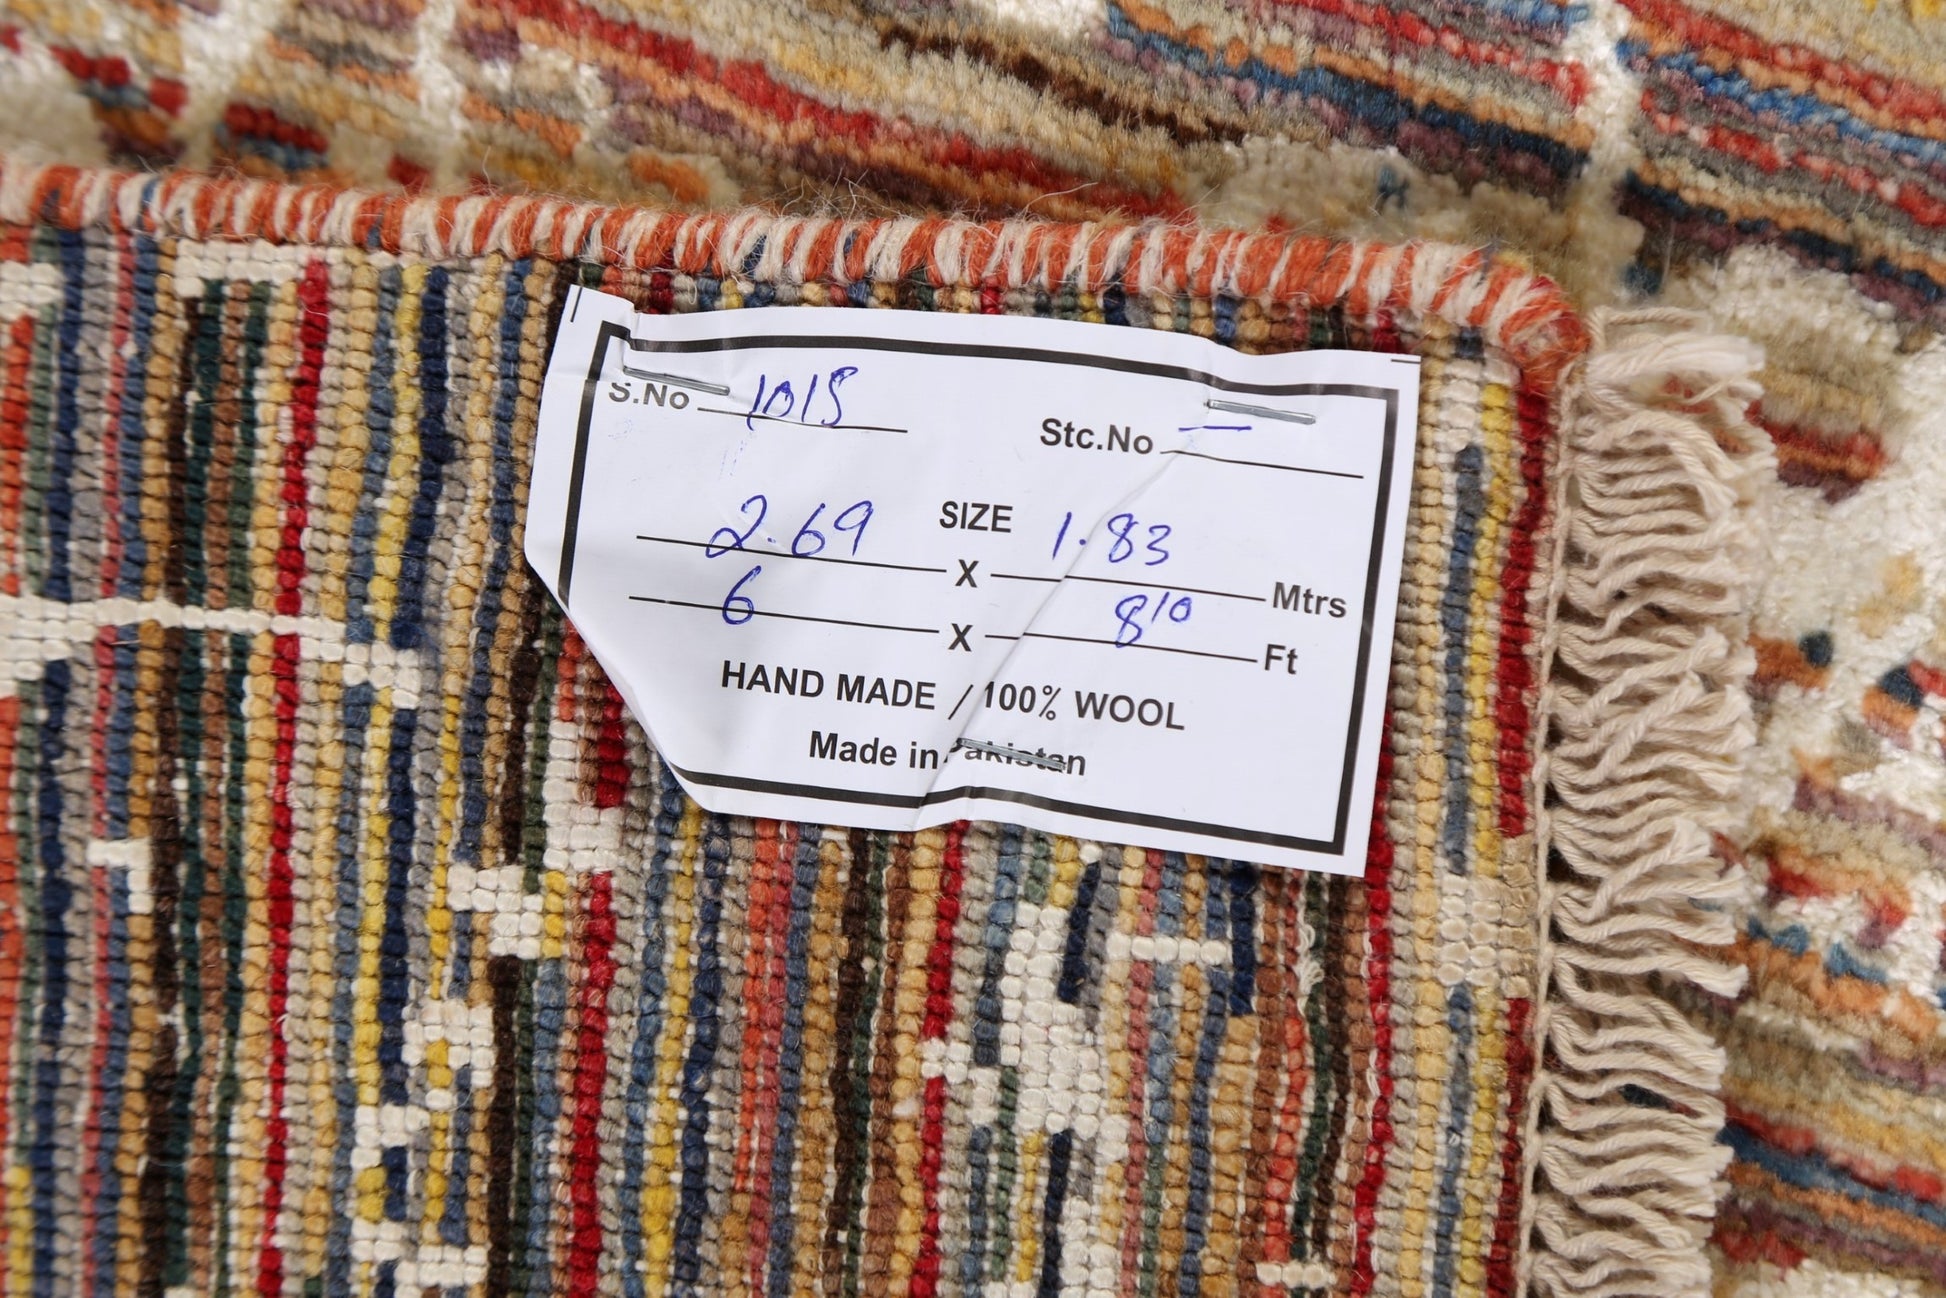 S.No 1015
Stc.No —
SIZE
2.69 X 1.83 Mtrs
6 X 8'10 Ft
HAND MADE / 100% WOOL
Made in Pakistan